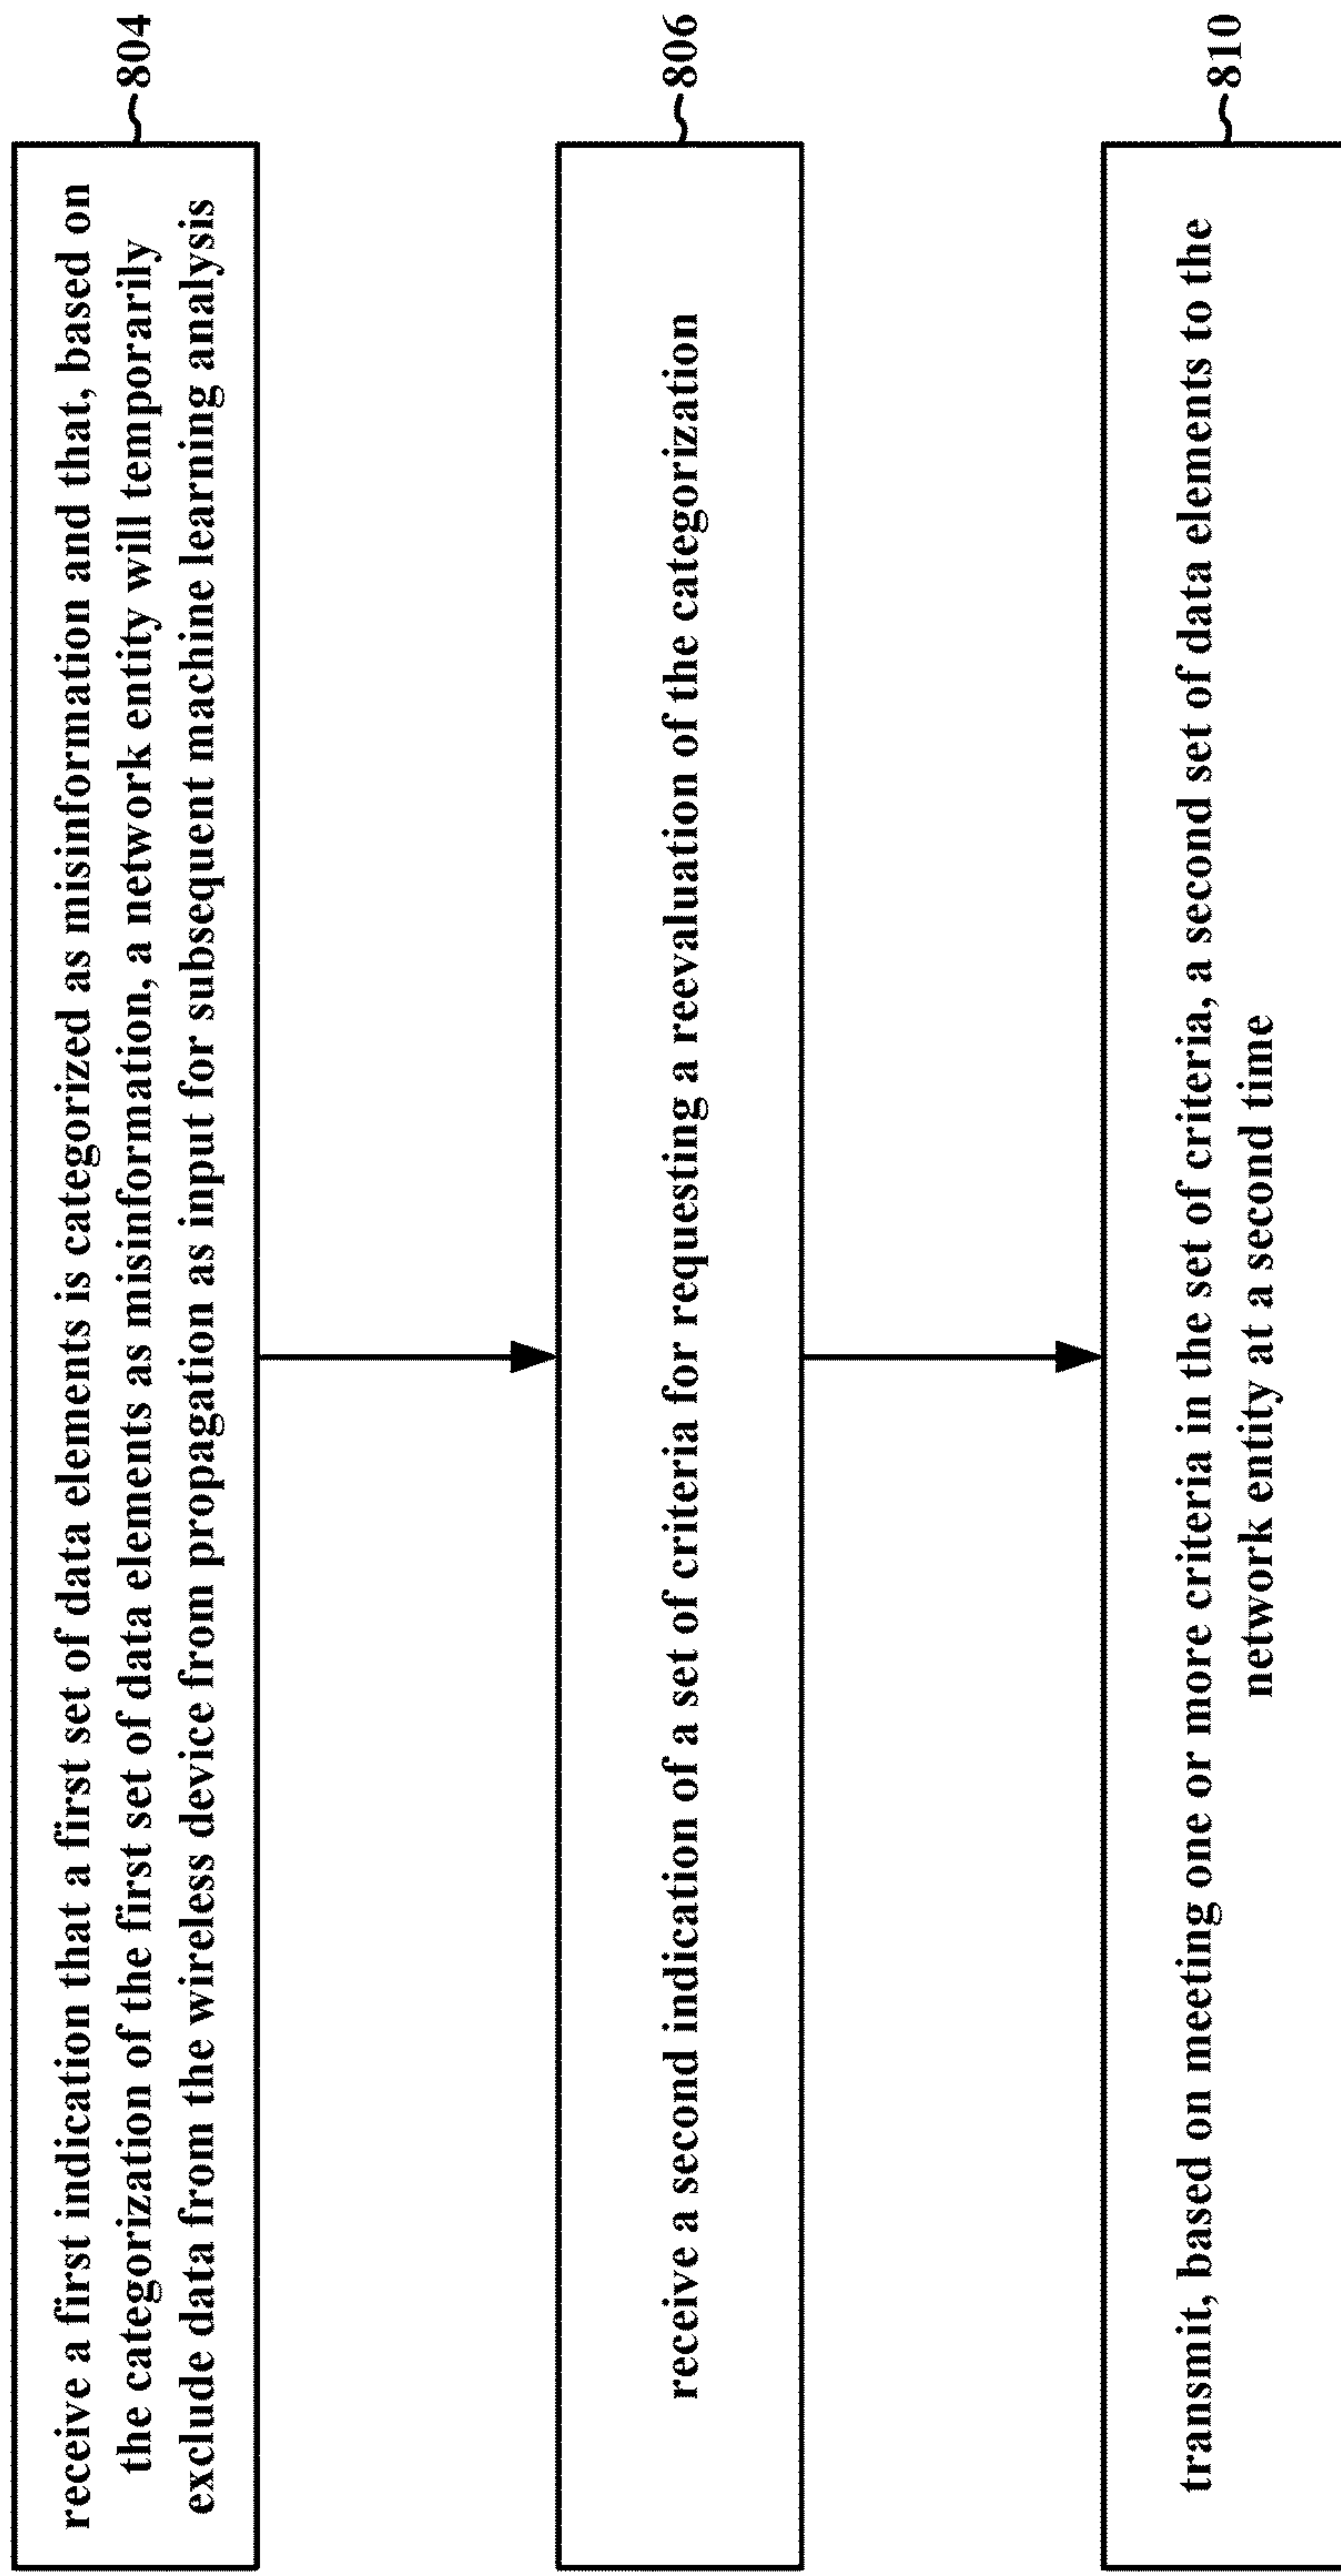 receive a first indication that a first set of data elements is categorized as misinformation and that, based on
the categorization of the first set of data elements as misinformation, a network entity will temporarily
exclude data from the wireless device from propagation as input for subsequent machine learning analysis
804
receive a second indication of a set of criteria for requesting a reevaluation of the categorization
806
transmit, based on meeting one or more criteria in the set of criteria, a second set of data elements to the
network entity at a second time
810